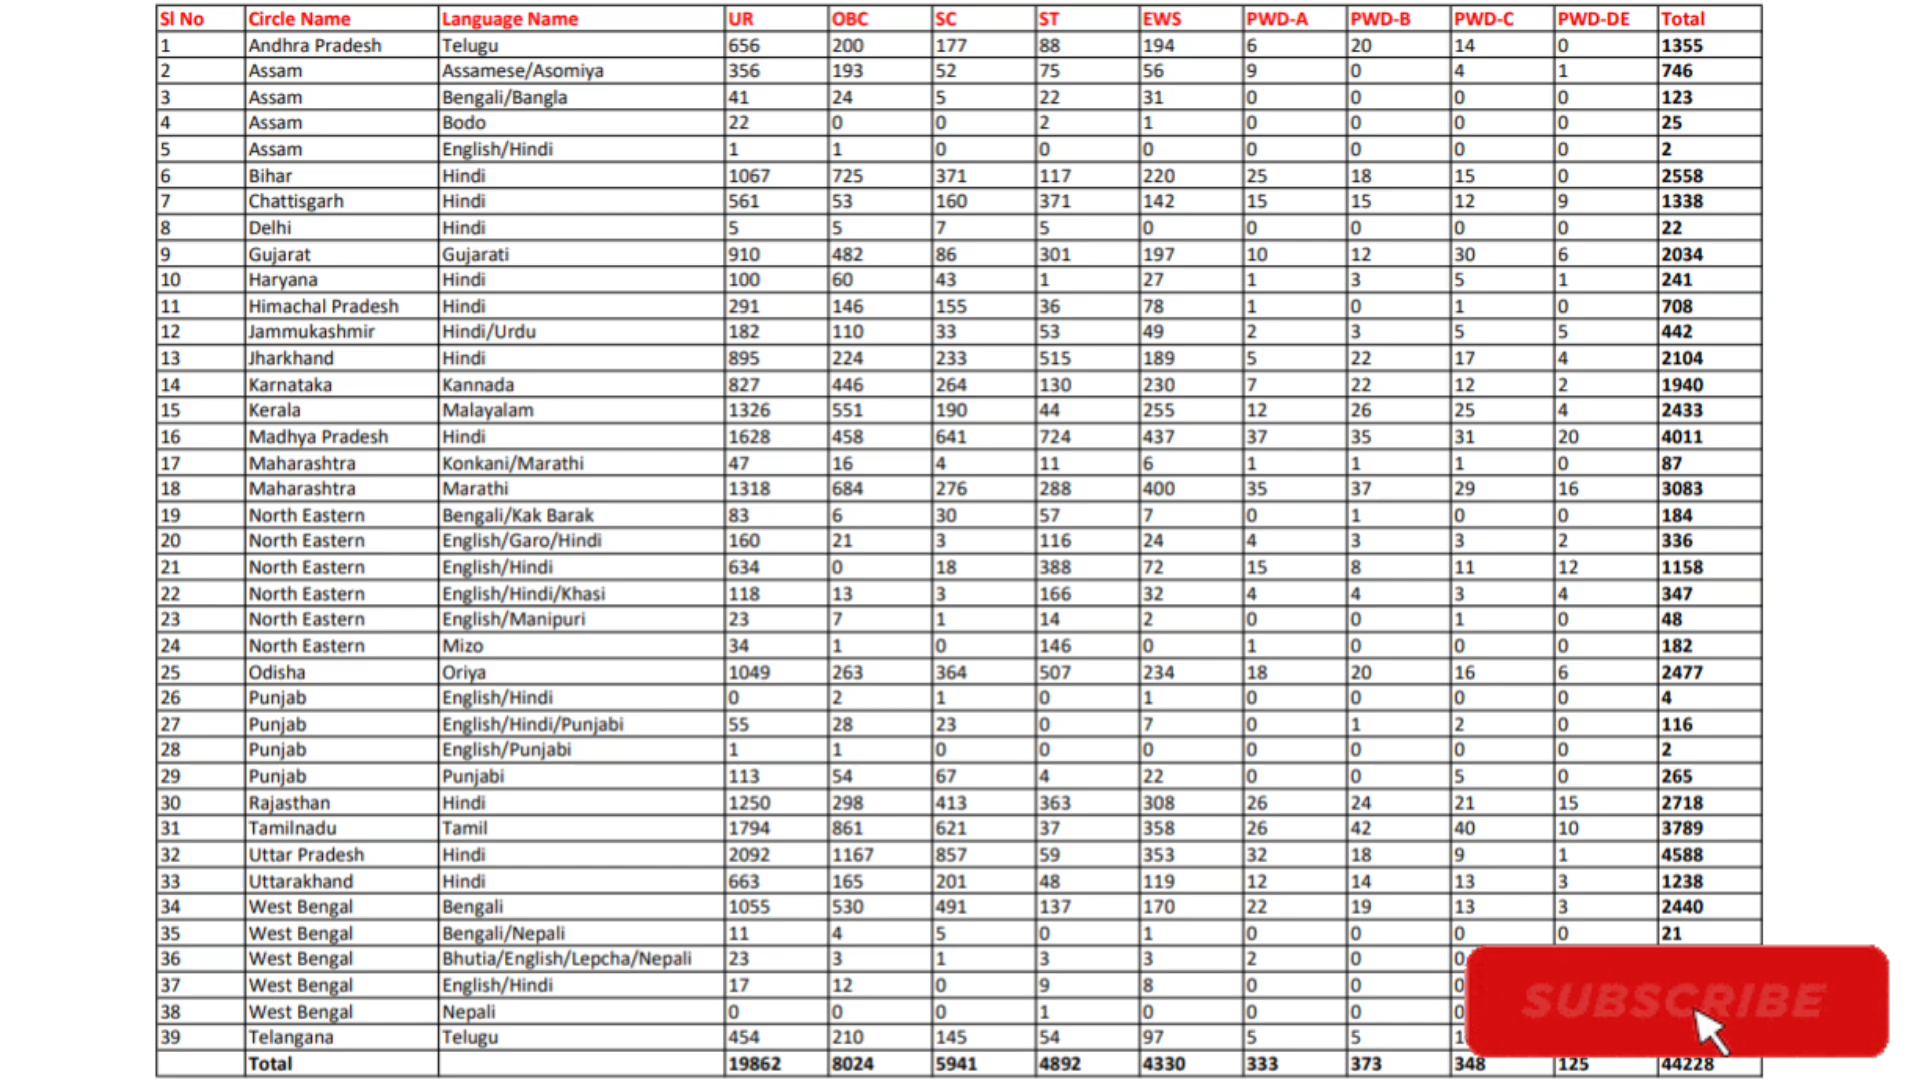 Sl No Circle Name Language Name UR OBC SC ST EWS PWD-A PWD-B PWD-C PWD-DE Total
1 Andhra Pradesh Telugu 656 200 177 88 194 6 20 14 0 1355
2 Assam Assamese/Asomiya 356 193 52 75 56 9 0 4 1 746
3 Assam Bengali/Bangla 41 24 5 22 31 0 0 0 0 123
4 Assam Bodo 22 0 0 2 1 0 0 0 0 25
5 Assam English/Hindi 1 1 0 0 0 0 0 0 0 2
6 Bihar Hindi 1067 725 371 117 220 25 18 15 0 2558
7 Chattisgarh Hindi 561 53 160 371 142 15 15 12 9 1338
8 Delhi Hindi 5 5 7 5 0 0 0 0 0 22
9 Gujarat Gujarati 910 482 86 301 197 10 12 30 6 2034
10 Haryana Hindi 100 60 43 1 27 1 3 5 1 241
11 Himachal Pradesh Hindi 291 146 155 36 78 1 0 1 0 708
12 Jammukashmir Hindi/Urdu 182 110 33 53 49 2 3 5 5 442
13 Jharkhand Hindi 895 224 233 515 189 5 22 17 4 2104
14 Karnataka Kannada 827 446 264 130 230 7 22 12 2 1940
15 Kerala Malayalam 1326 551 190 44 255 12 26 25 4 2433
16 Madhya Pradesh Hindi 1628 458 641 724 437 37 35 31 20 4011
17 Maharashtra Konkani/Marathi 47 16 4 11 6 1 1 1 0 87
18 Maharashtra Marathi 1318 684 276 288 400 35 37 29 16 3083
19 North Eastern Bengali/Kak Barak 83 6 30 57 7 0 1 0 0 184
20 North Eastern English/Garo/Hindi 160 21 3 116 24 4 3 3 2 336
21 North Eastern English/Hindi 634 0 18 388 72 15 8 11 12 1158
22 North Eastern English/Hindi/Khasi 118 13 3 166 32 4 4 3 4 347
23 North Eastern English/Manipuri 23 7 1 14 2 0 0 1 0 48
24 North Eastern Mizo 34 1 0 146 0 1 0 0 0 182
25 Odisha Oriya 1049 263 364 507 234 18 20 16 6 2477
26 Punjab English/Hindi 0 2 1 0 1 0 0 0 0 4
27 Punjab English/Hindi/Punjabi 55 28 23 0 7 0 1 2 0 116
28 Punjab English/Punjabi 1 1 0 0 0 0 0 0 0 2
29 Punjab Punjabi 113 54 67 4 22 0 0 5 0 265
30 Rajasthan Hindi 1250 298 413 363 308 26 24 21 15 2718
31 Tamilnadu Tamil 1794 861 621 37 358 26 42 40 10 3789
32 Uttar Pradesh Hindi 2092 1167 857 59 353 32 18 9 1 4588
33 Uttarakhand Hindi 663 165 201 48 119 12 14 13 3 1238
34 West Bengal Bengali 1055 530 491 137 170 22 19 13 3 2440
35 West Bengal Bengali/Nepali 11 4 5 0 1 0 0 0 0 21
36 West Bengal Bhutia/English/Lepcha/Nepali 23 3 1 3 3 2 0 0
37 West Bengal English/Hindi 17 12 0 9 8 0 0 0
38 West Bengal Nepali 0 0 0 1 0 0 0 0
39 Telangana Telugu 454 210 145 54 97 5 5
Total 19862 8024 5941 4892 4330 333 373 348 125 44228
SUBSCRIBE